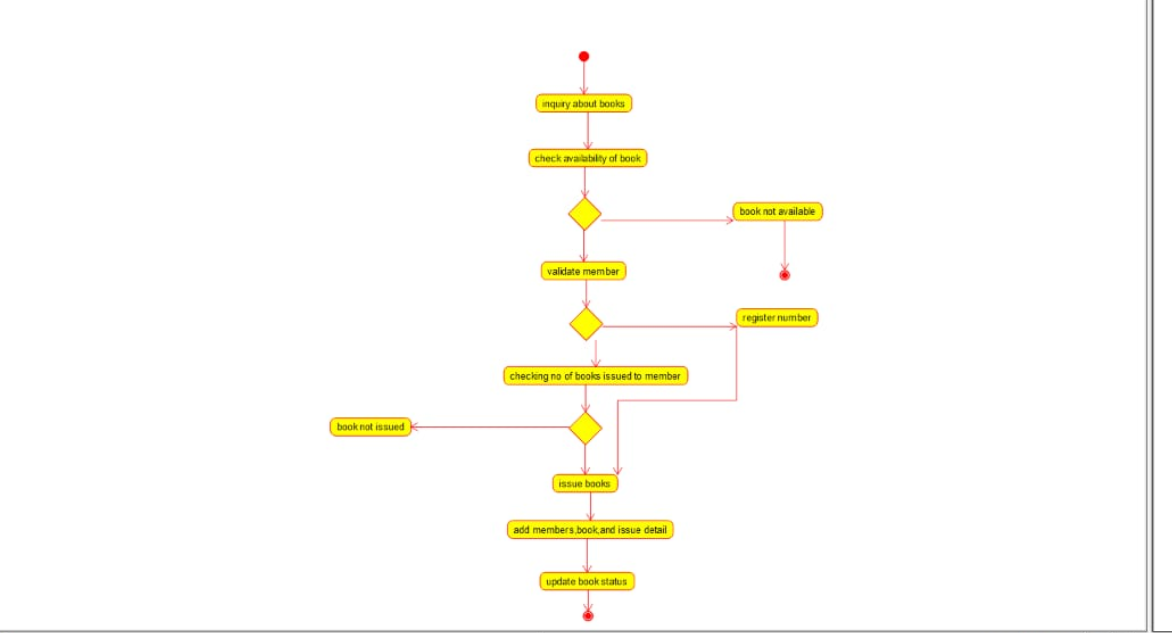 inquiry about books
check availability of book
book not available
validate member
register number
checking no of books issued to member
book not issued
issue books
add members,book,and issue detail
update book status